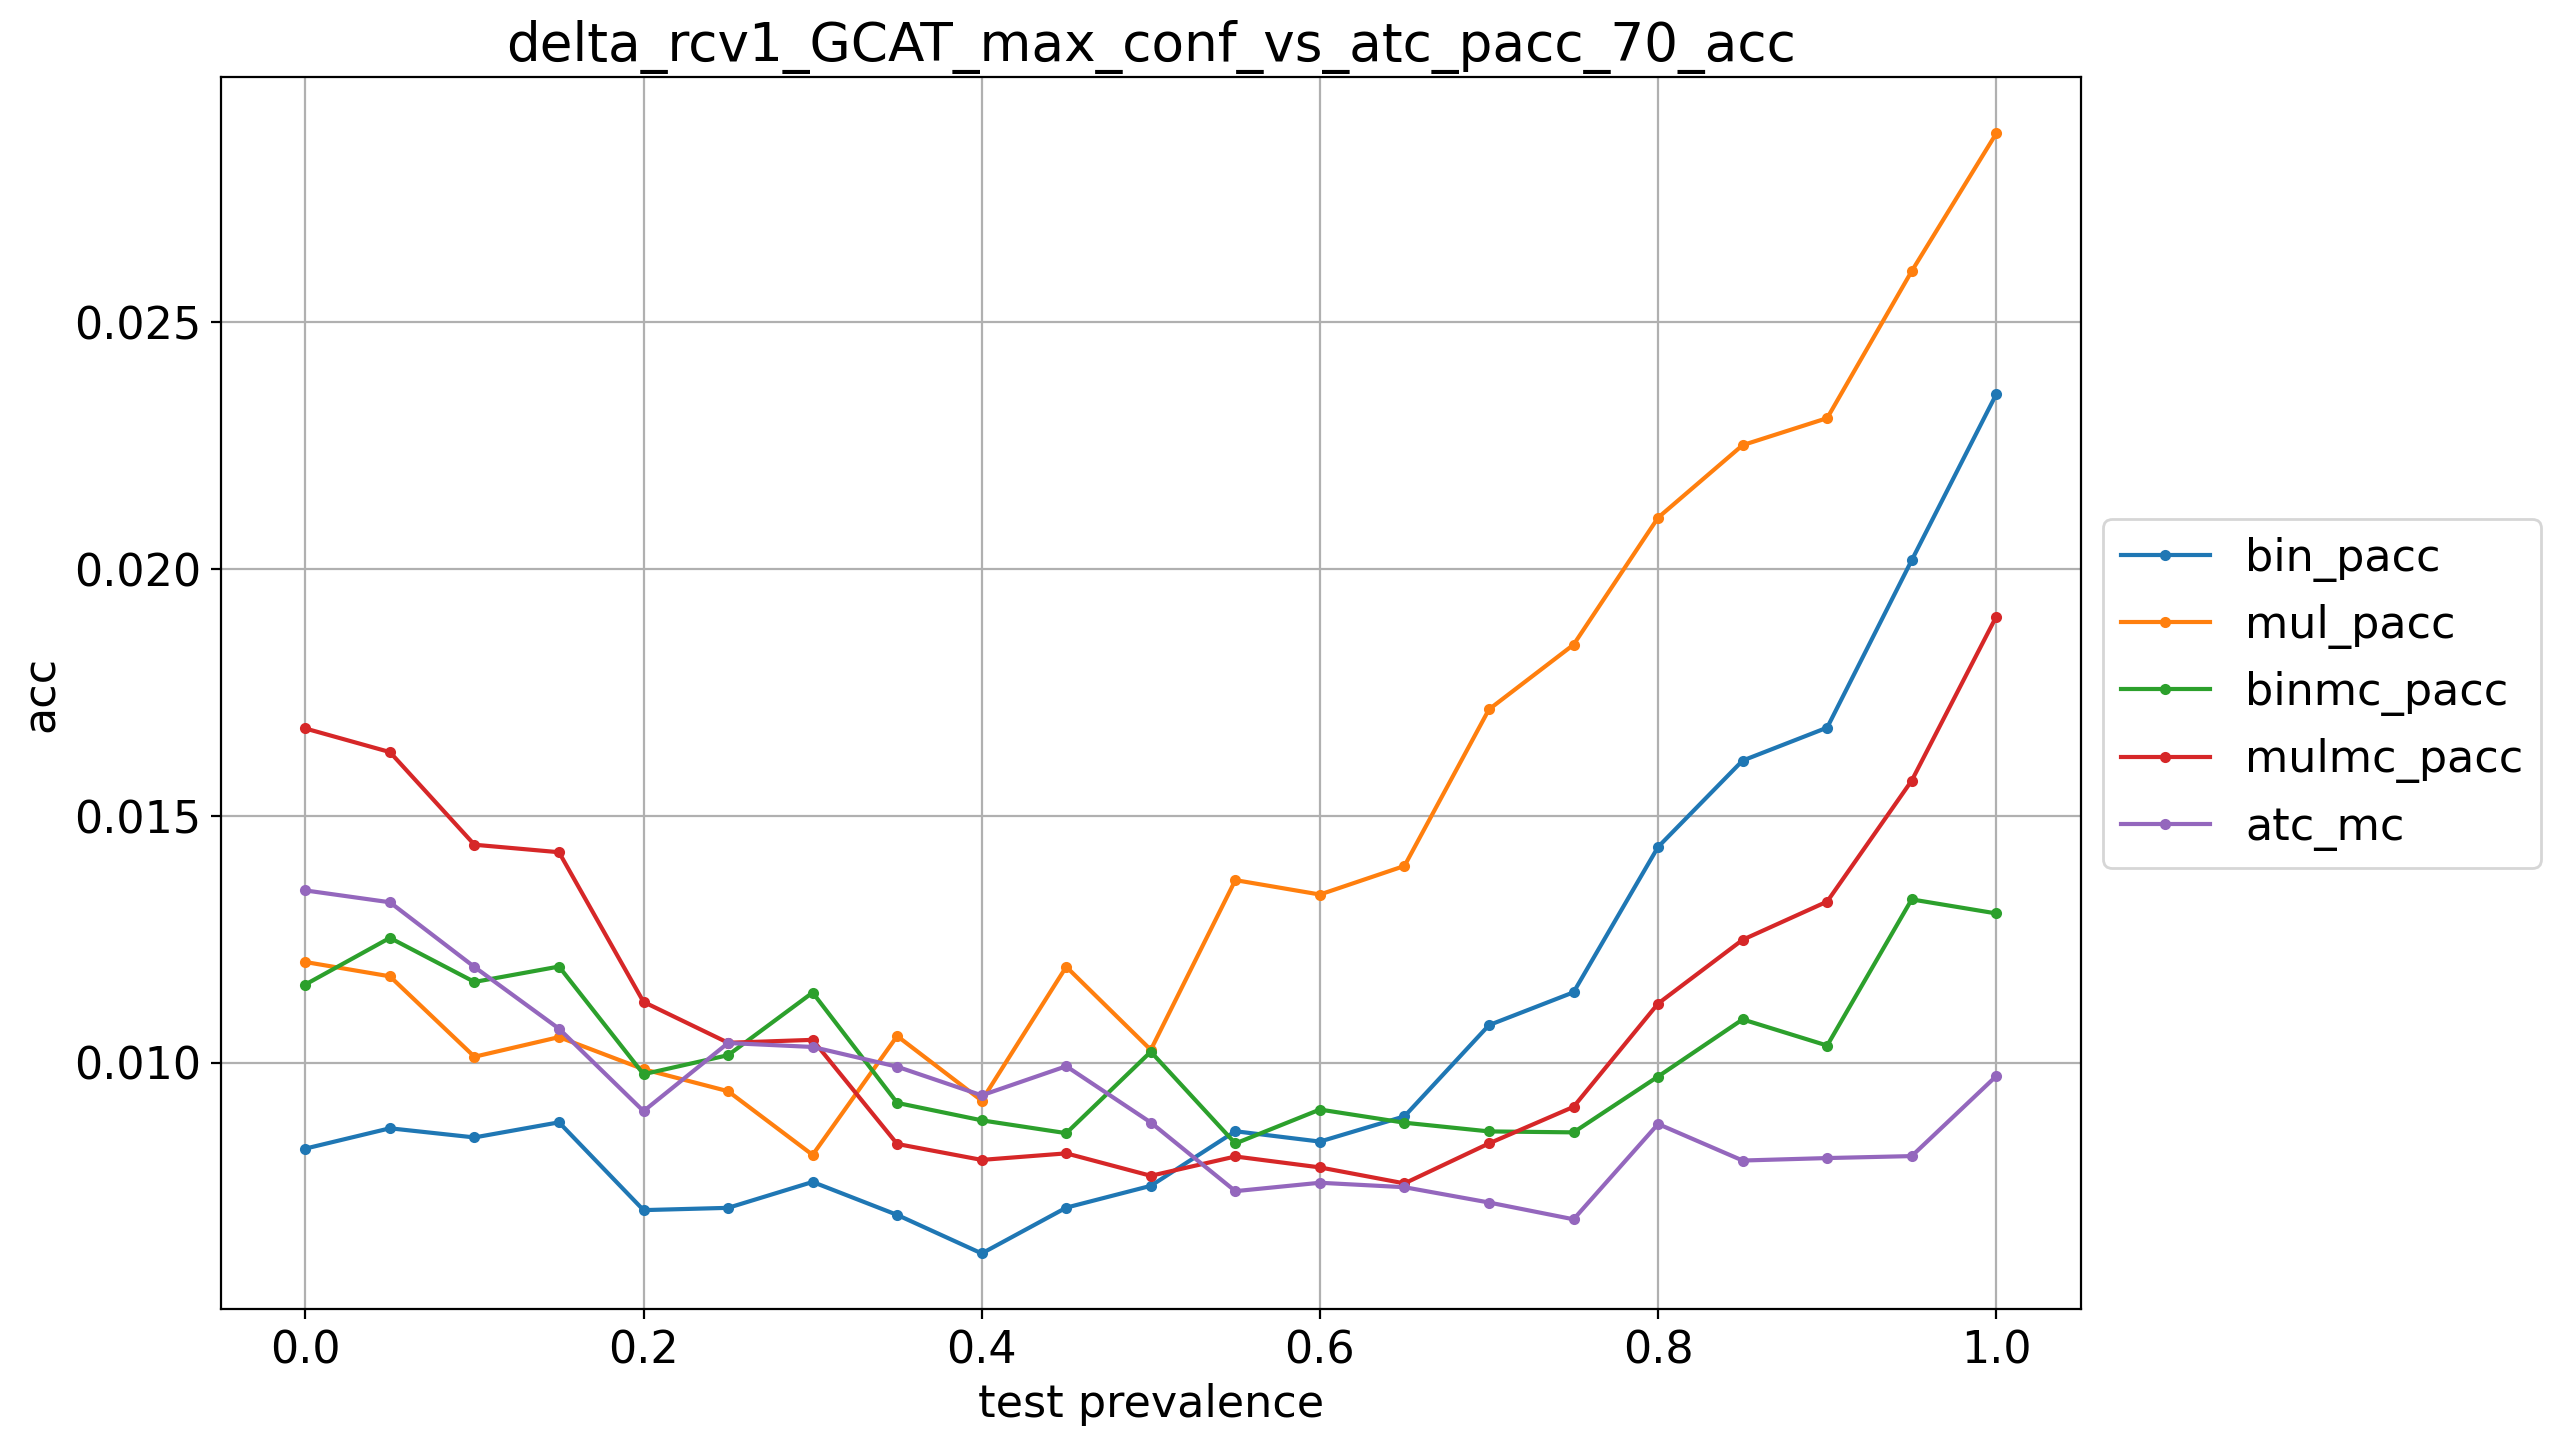 delta_rcv1_GCAT_max_conf_vs_atc_pacc_70_acc
acc
0.025
0.020
0.015
0.010
0.0 0.2 0.4 0.6 0.8 1.0
test prevalence
bin_pacc
mul_pacc
binmc_pacc
mulmc_pacc
atc_mc